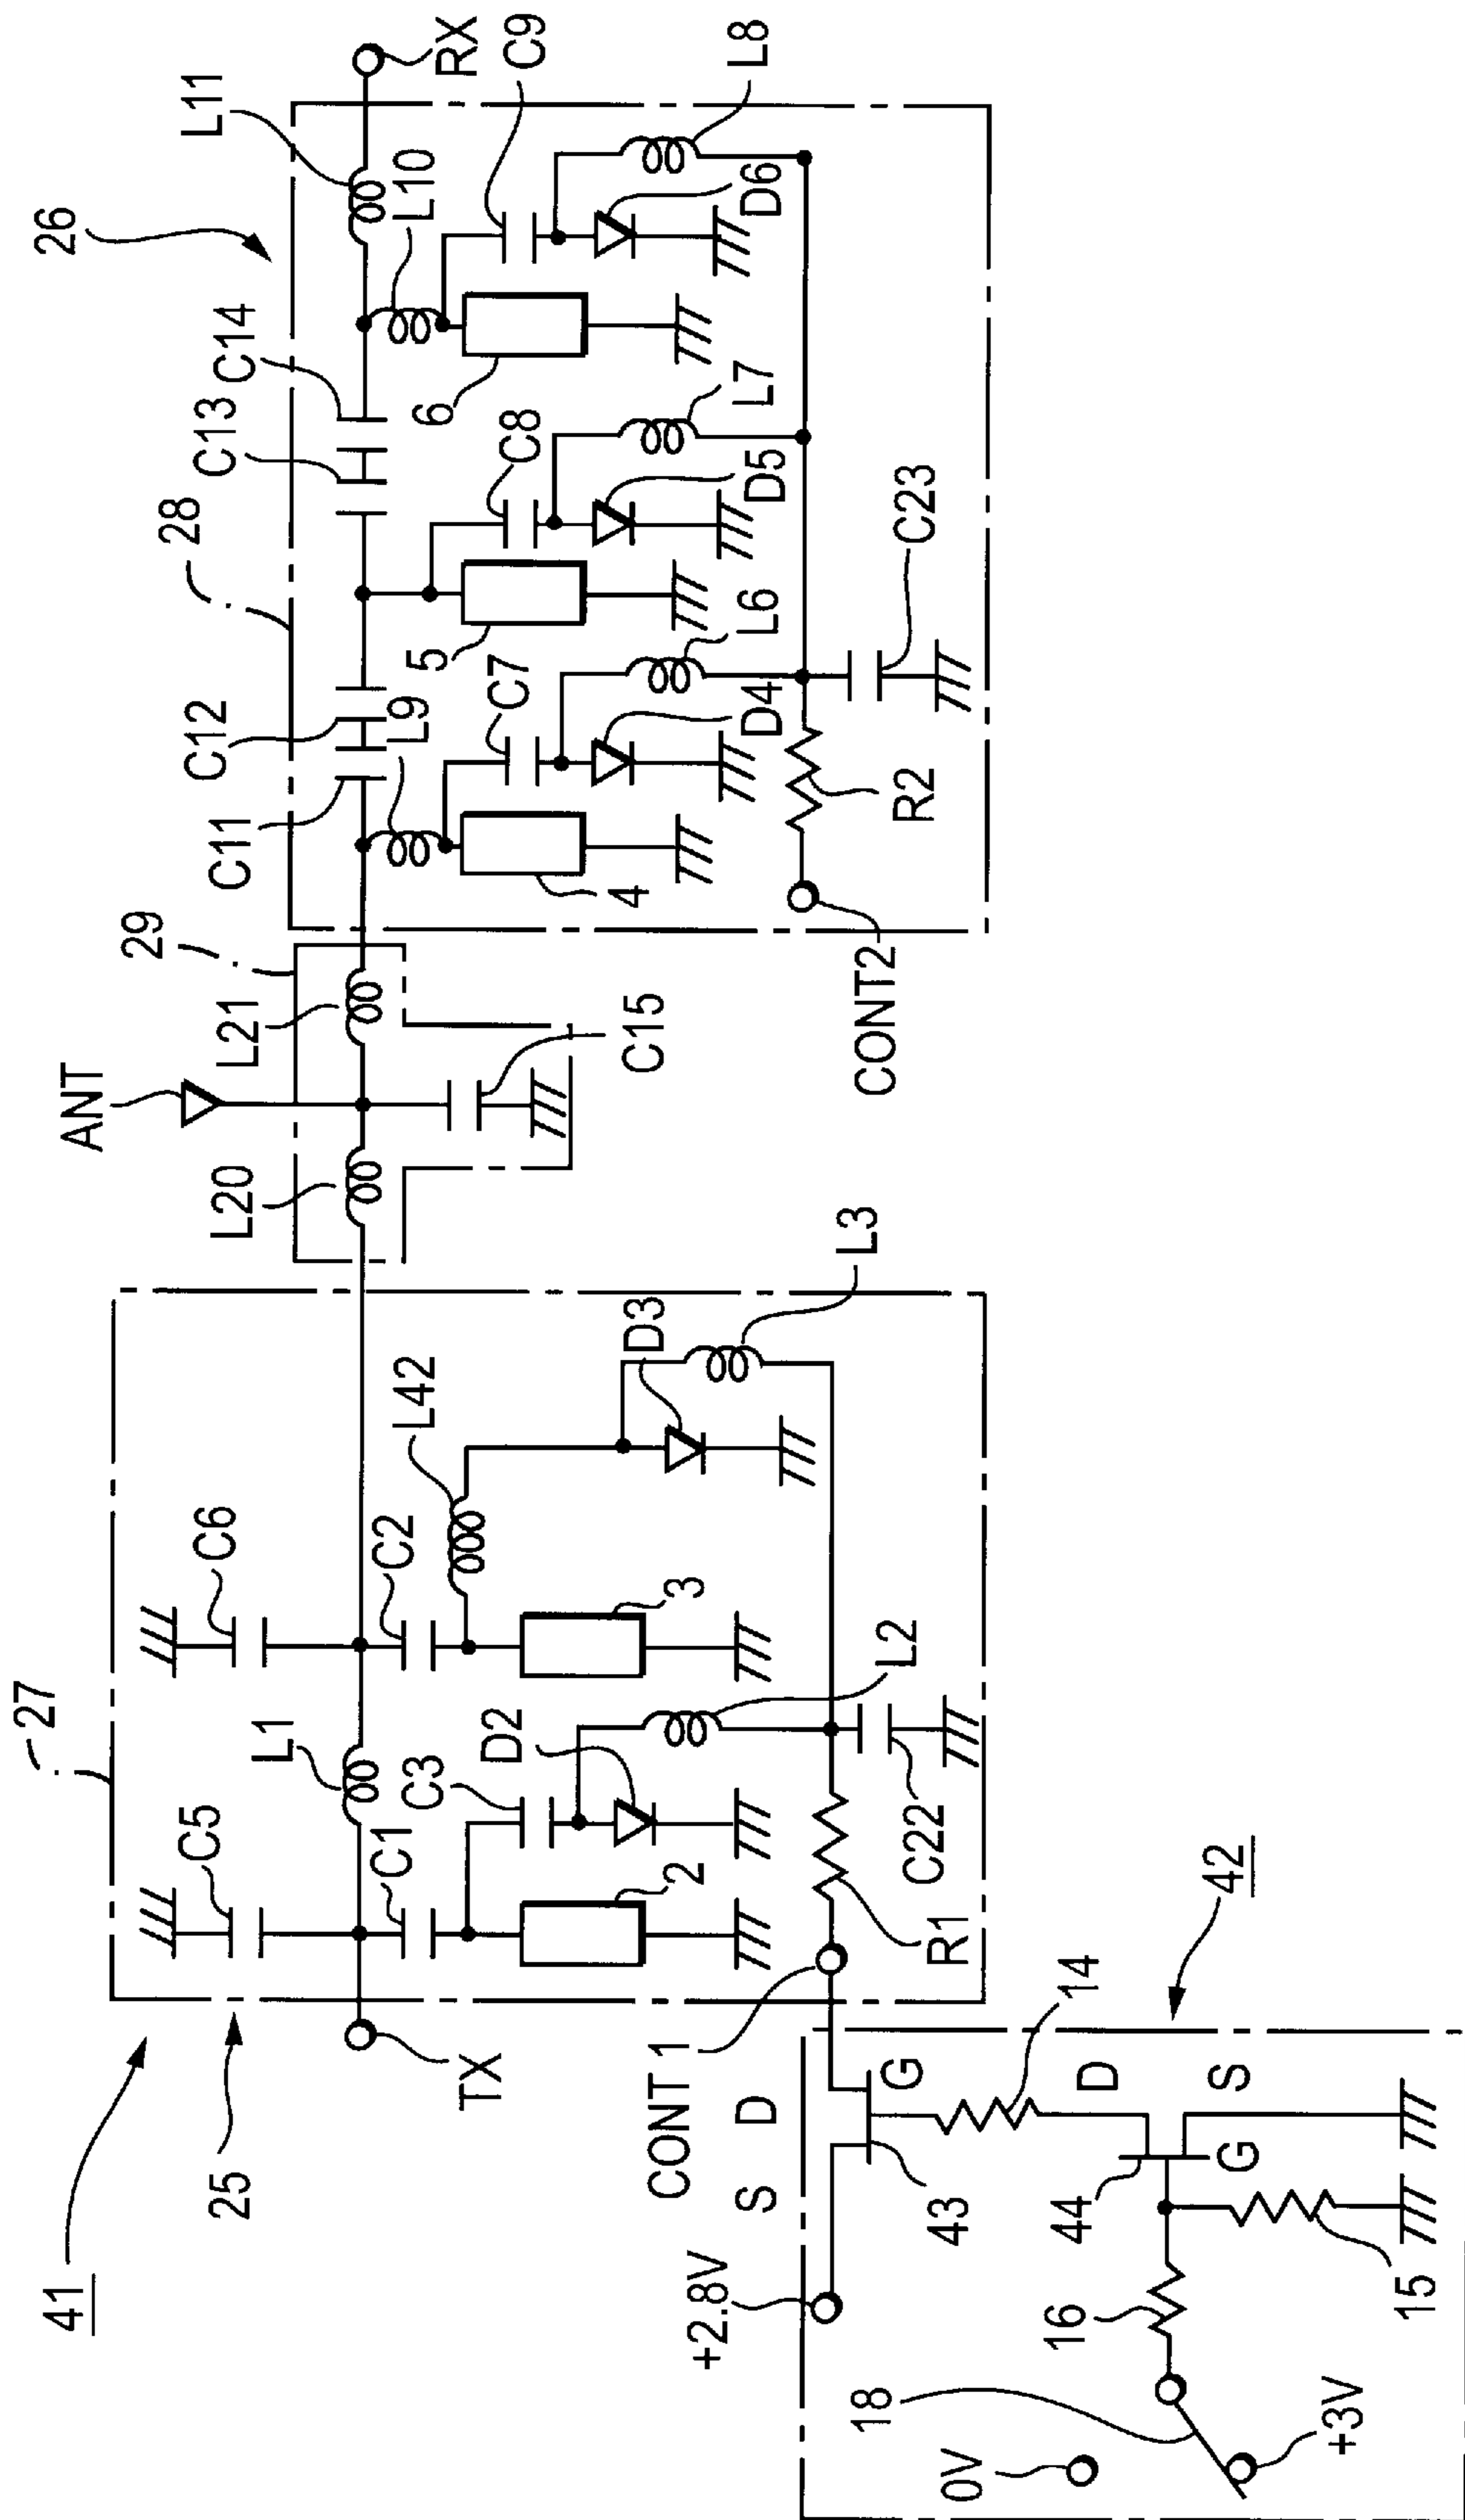 41
25
27
26
28
29
ANT
TX
RX
C5
L1
C6
C1
C3
C2
L42
D2
D3
2
3
L2
L3
C22
R1
CONT 1
L20
L21
C15
C11
C12
C13
C14
L11
L9
L10
C7
C8
C9
4
5
6
D4
D5
D6
L6
L7
L8
R2
C23
CONT2
42
+2.8V
S
D
G
43
14
D
S
G
44
16
15
18
0V
+3V